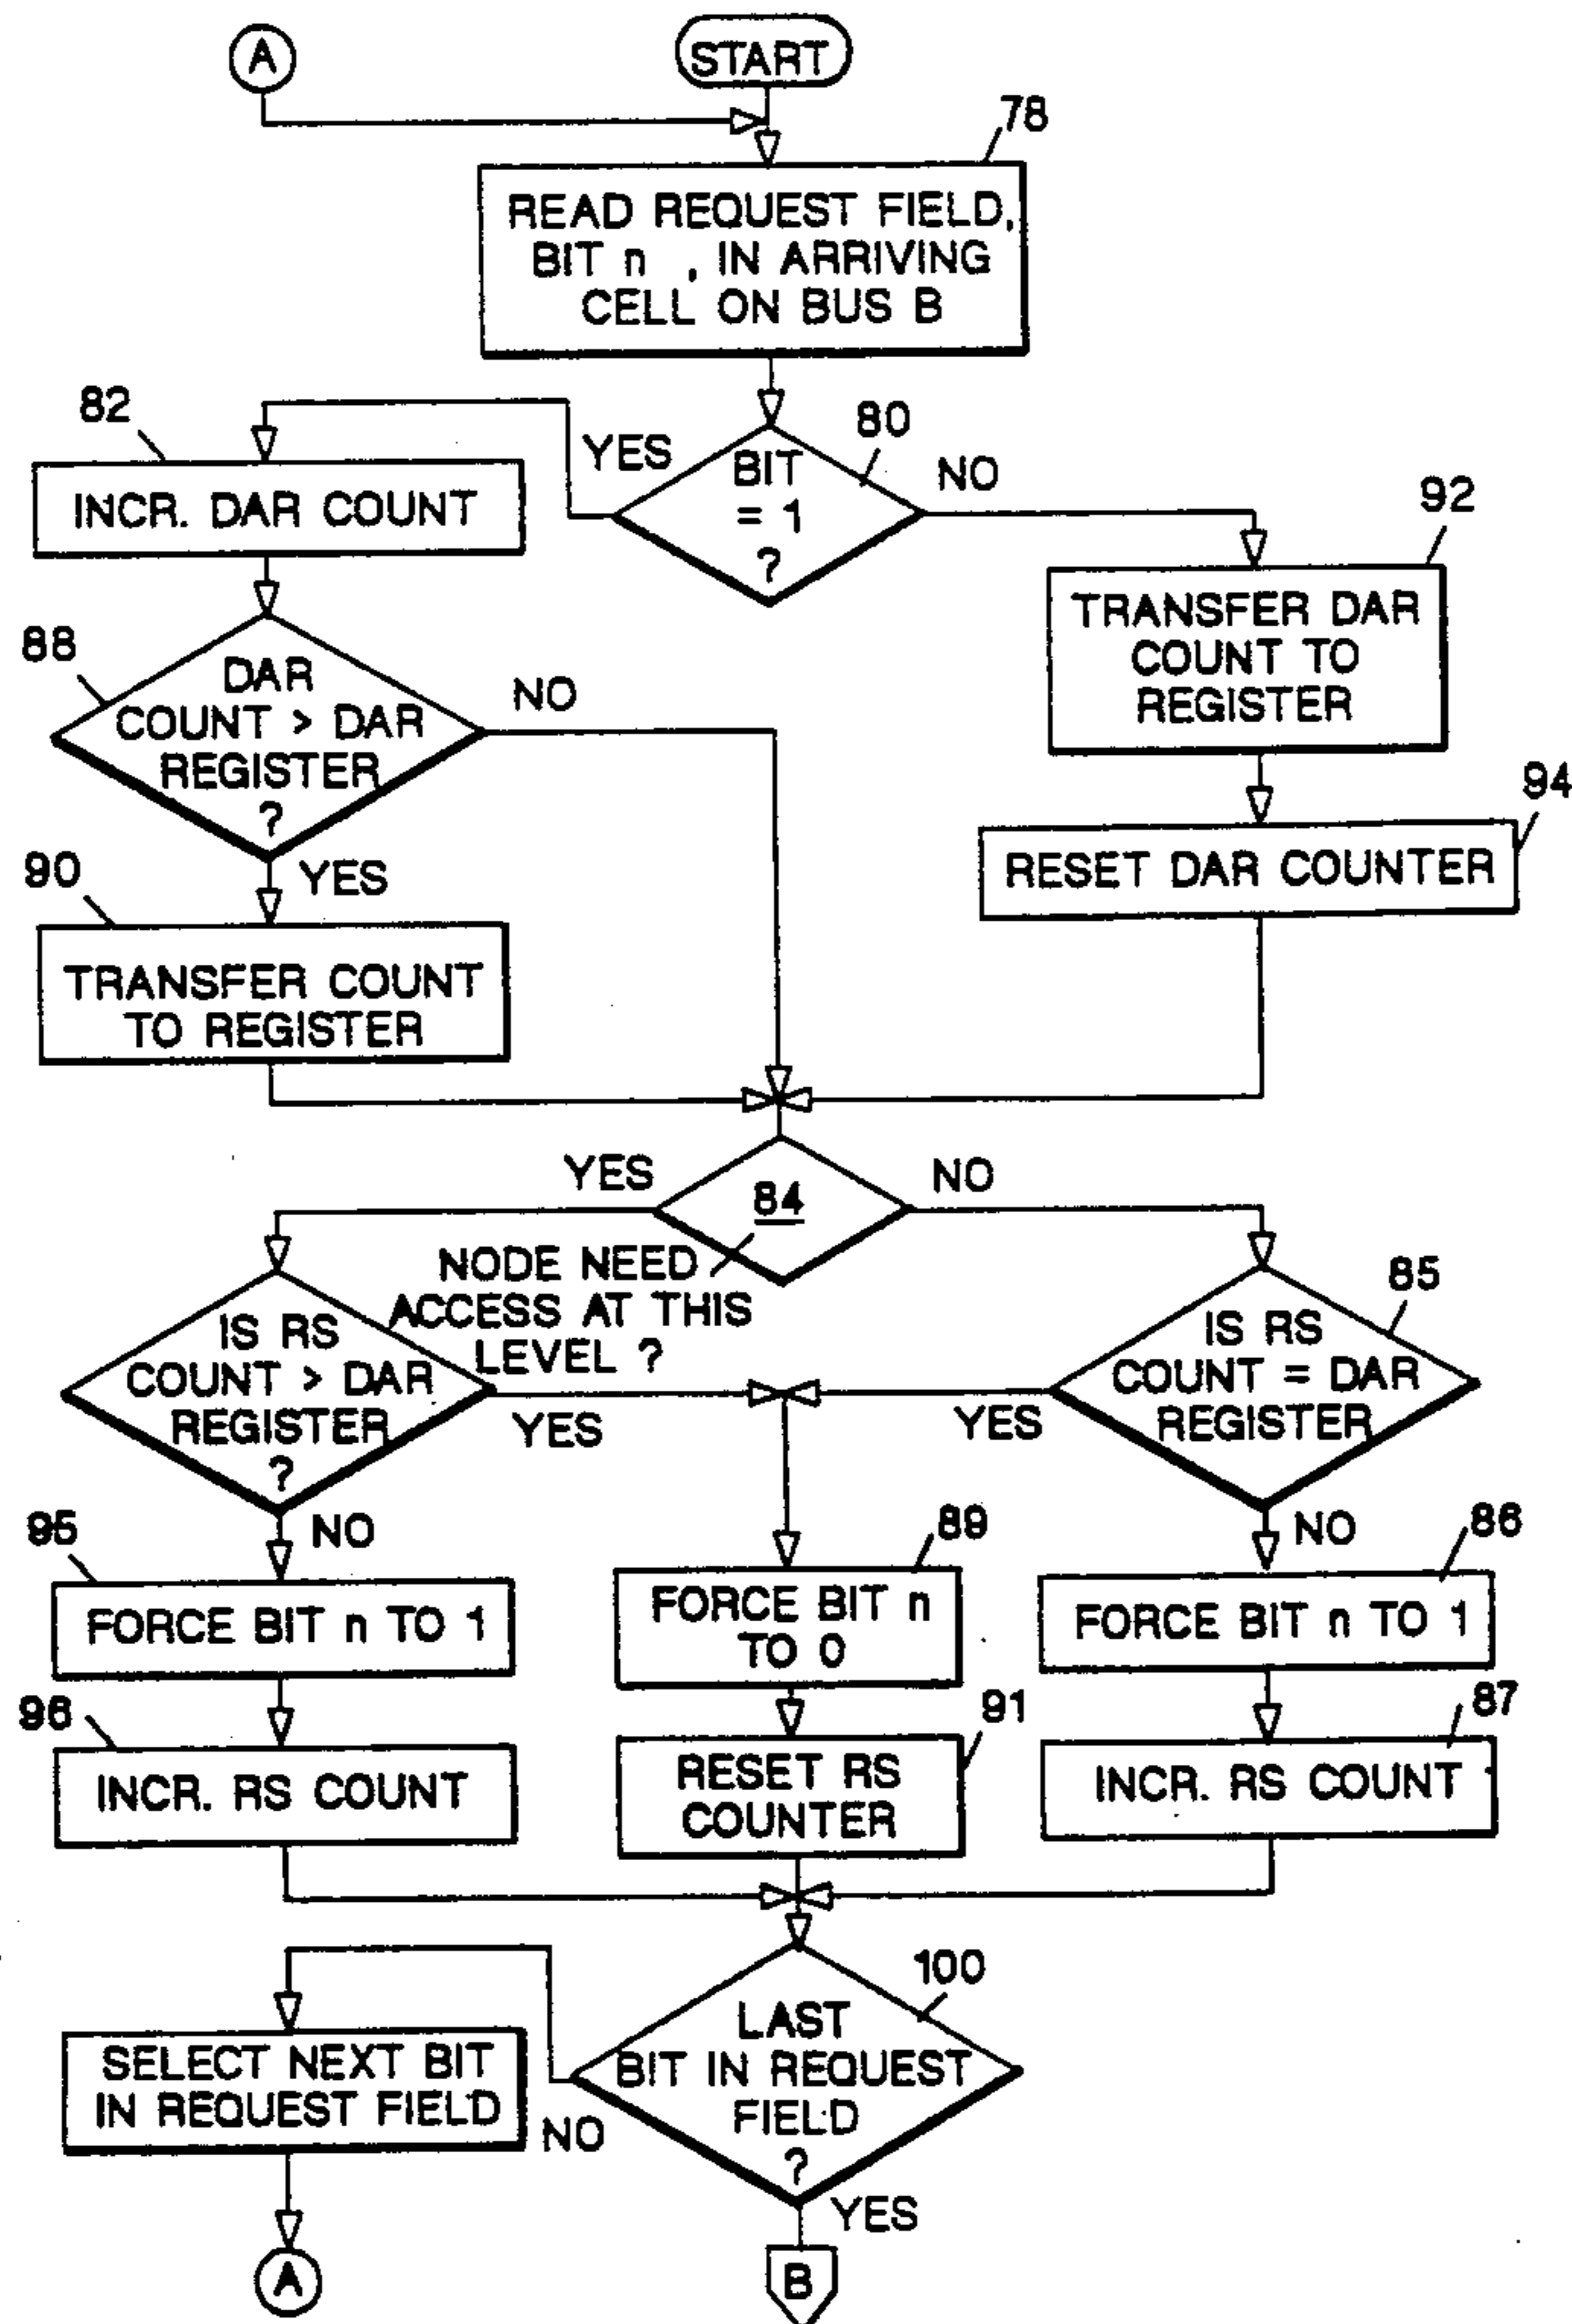 A
START
78
READ REQUEST FIELD,
BIT n , IN ARRIVING
CELL ON BUS B
82
YES
80
BIT
= 1
?
NO
INCR. DAR COUNT
92
TRANSFER DAR
COUNT TO
REGISTER
88
DAR
COUNT > DAR
REGISTER
?
NO
94
RESET DAR COUNTER
90
YES
TRANSFER COUNT
TO REGISTER
YES
84
NO
NODE NEED
ACCESS AT THIS
LEVEL ?
IS RS
COUNT > DAR
REGISTER
?
YES
85
IS RS
COUNT = DAR
REGISTER
YES
95
NO
89
NO
86
FORCE BIT n TO 1
FORCE BIT n
TO 0
FORCE BIT n TO 1
96
91
87
INCR. RS COUNT
RESET RS
COUNTER
INCR. RS COUNT
100
LAST
BIT IN REQUEST
FIELD
?
SELECT NEXT BIT
IN REQUEST FIELD
NO
YES
A
B